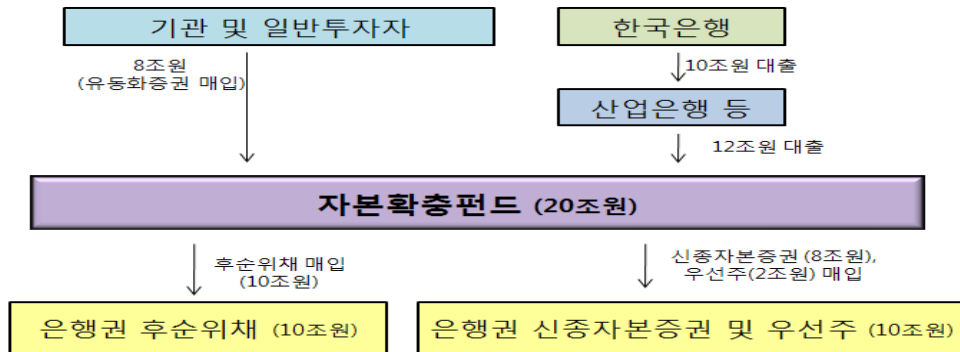 기관 및 일반투자자
한국은행
8조원
(유동화증권 매입)
10조원 대출
산업은행 등
12조원 대출
자본확충펀드 (20조원)
후순위채 매입
(10조원)
신종자본증권 (8조원),
우선주(2조원) 매입
은행권 후순위채 (10조원)
은행권 신종자본증권 및 우선주 (10조원)